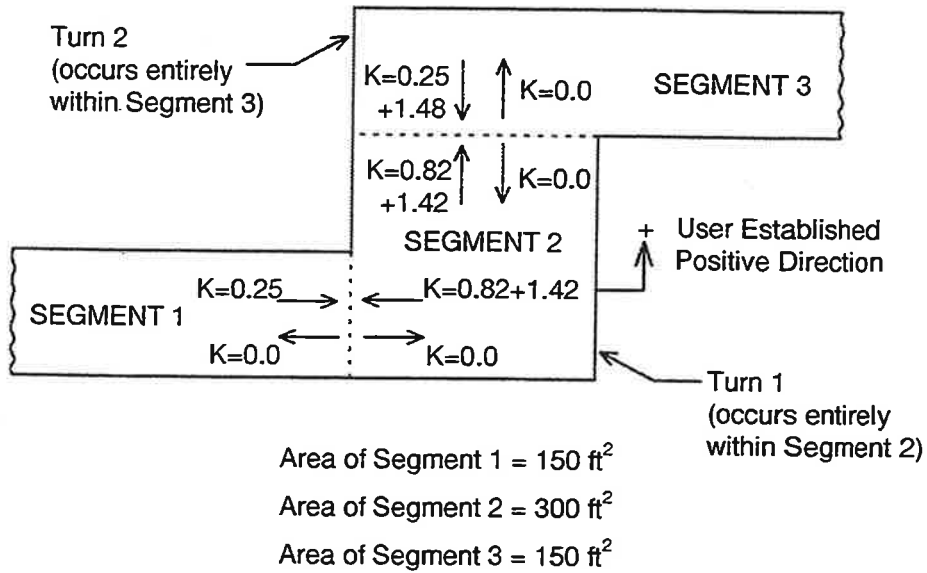 Turn 2
(occurs entirely
within Segment 3)
K=0.25
+1.48
K=0.0
SEGMENT 3
K=0.82
+1.42
K=0.0
SEGMENT 2
+ User Established
Positive Direction
K=0.25
K=0.82+1.42
SEGMENT 1
K=0.0
K=0.0
Turn 1
(occurs entirely
within Segment 2)
Area of Segment 1 = 150 ft²
Area of Segment 2 = 300 ft²
Area of Segment 3 = 150 ft²